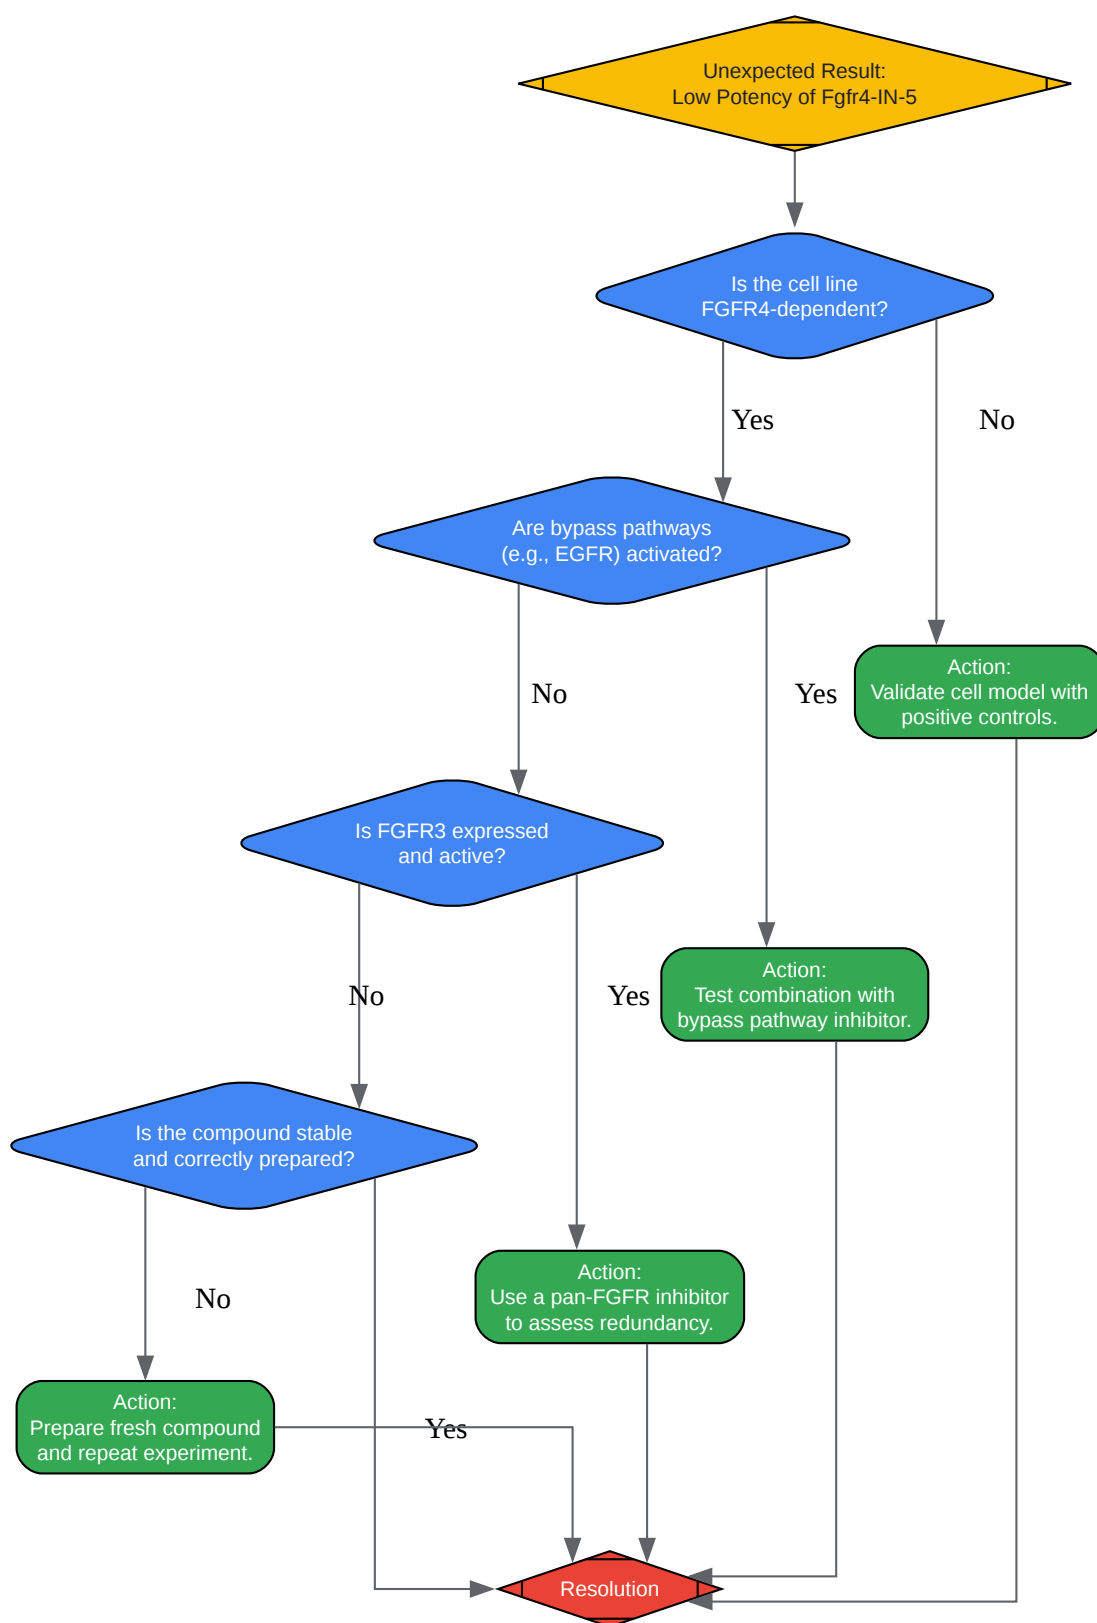 Unexpected Result:
Low Potency of Fgfr4-IN-5
Is the cell line
FGFR4-dependent?
Yes
No
Are bypass pathways
(e.g., EGFR) activated?
No
Yes
Action:
Validate cell model with
positive controls.
Is FGFR3 expressed
and active?
No
Yes
Action:
Test combination with
bypass pathway inhibitor.
Is the compound stable
and correctly prepared?
No
Action:
Use a pan-FGFR inhibitor
to assess redundancy.
Action:
Prepare fresh compound
and repeat experiment.
Yes
Resolution